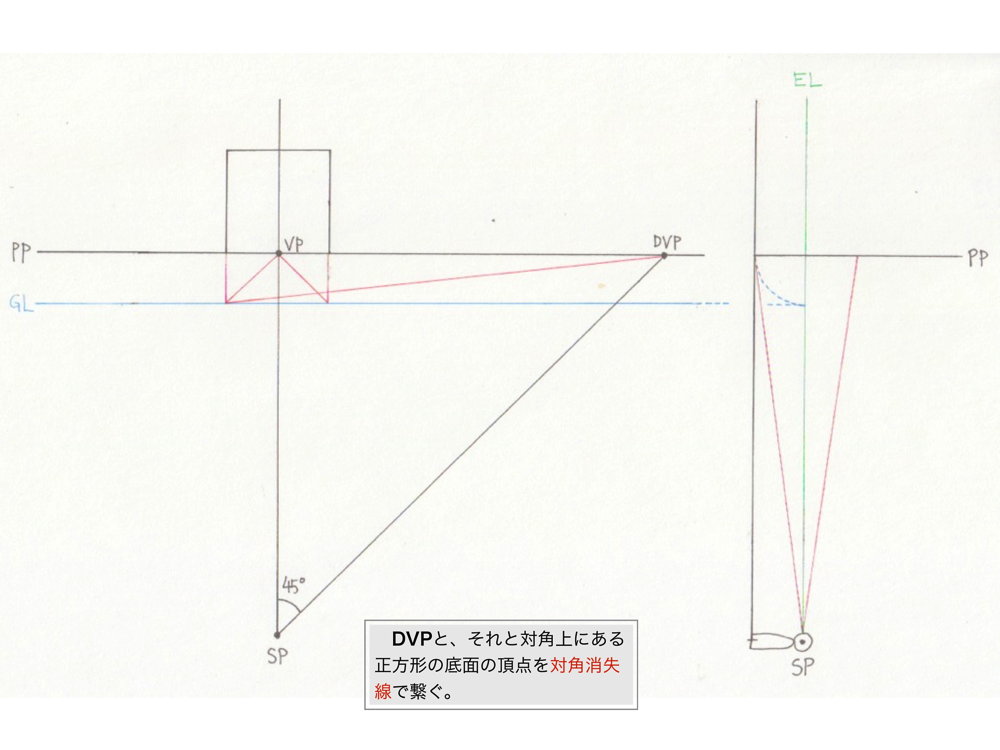 EL
PP
VP
DVP
PP
GL
45°
SP
SP
DVPと、それと対角上にある
正方形の底面の頂点を対角消失
線で繋ぐ。